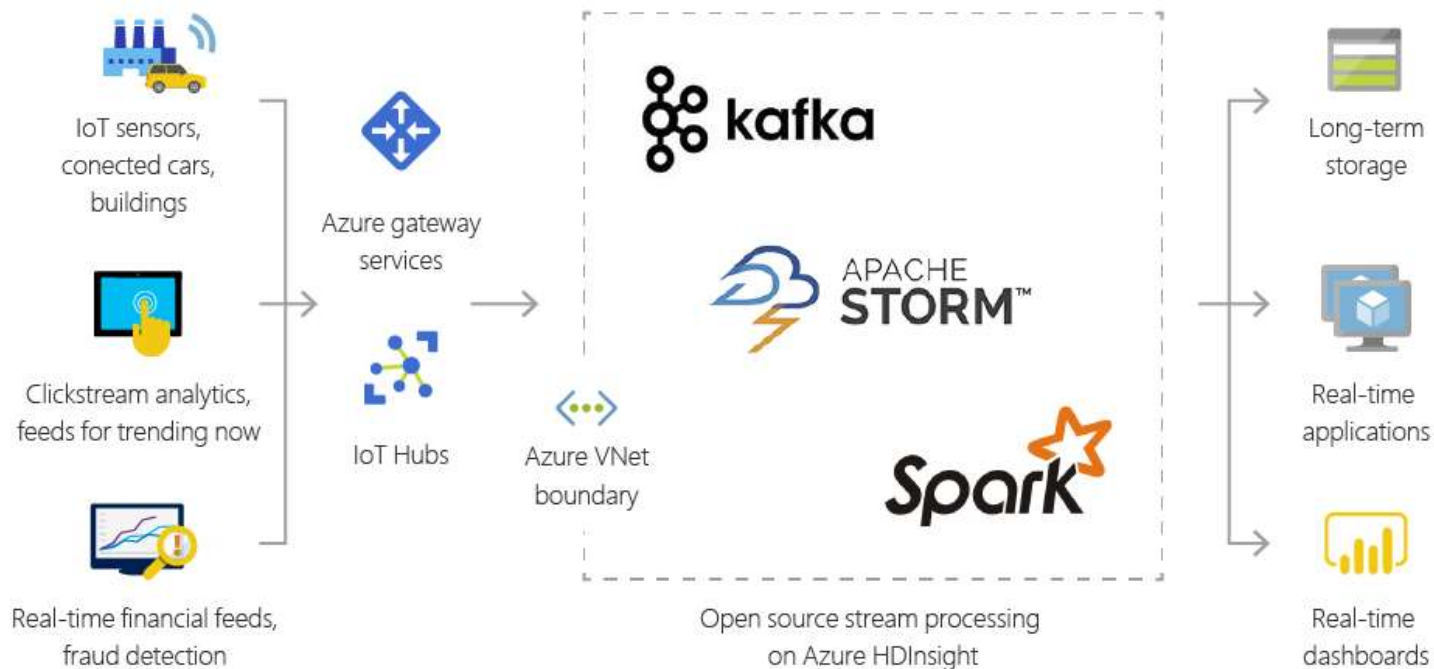 IoT sensors,
conected cars,
buildings
Clickstream analytics,
feeds for trending now
Real-time financial feeds,
fraud detection
Azure gateway
services
IoT Hubs
Azure VNet
boundary
kafka
APACHE
STORM™
Spark
Open source stream processing
on Azure HDInsight
Long-term
storage
Real-time
applications
Real-time
dashboards